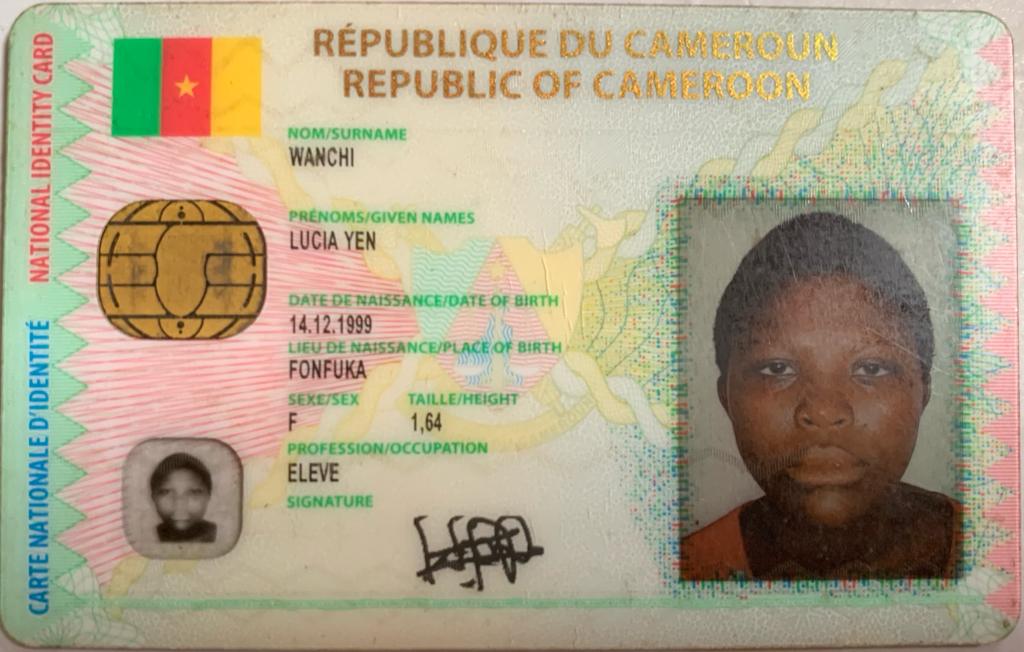 RÉPUBLIQUE DU CAMEROUN
REPUBLIC OF CAMEROON
NATIONAL IDENTITY CARD
CARTE NATIONALE D'IDENTITÉ
NOM/SURNAME
WANCHI
PRÉNOMS/GIVEN NAMES
LUCIA YEN
DATE DE NAISSANCE/DATE OF BIRTH
14.12.1999
LIEU DE NAISSANCE/PLACE OF BIRTH
FONFUKA
SEXE/SEX TAILLE/HEIGHT
F 1,64
PROFESSION/OCCUPATION
ELEVE
SIGNATURE